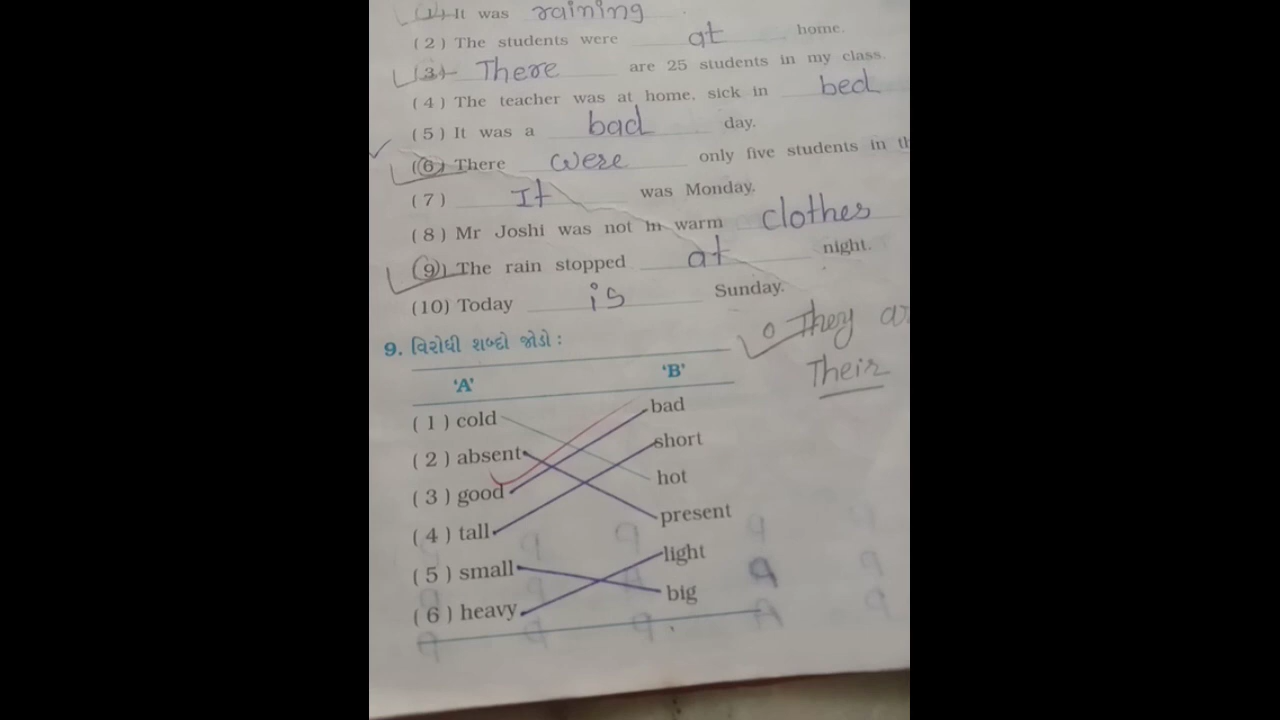 (1) It was raining
(2) The students were at home.
(3) There are 25 students in my class.
(4) The teacher was at home, sick in bed
(5) It was a bad day.
(6) There were only five students in
(7) It was Monday.
(8) Mr Joshi was not in warm clothes
(9) The rain stopped at night.
(10) Today is Sunday.
They
Their
9. વિરોધી શબ્દો જોડો :
'A' 'B'
(1) cold bad
(2) absent short
(3) good hot
(4) tall present
(5) small light
(6) heavy big